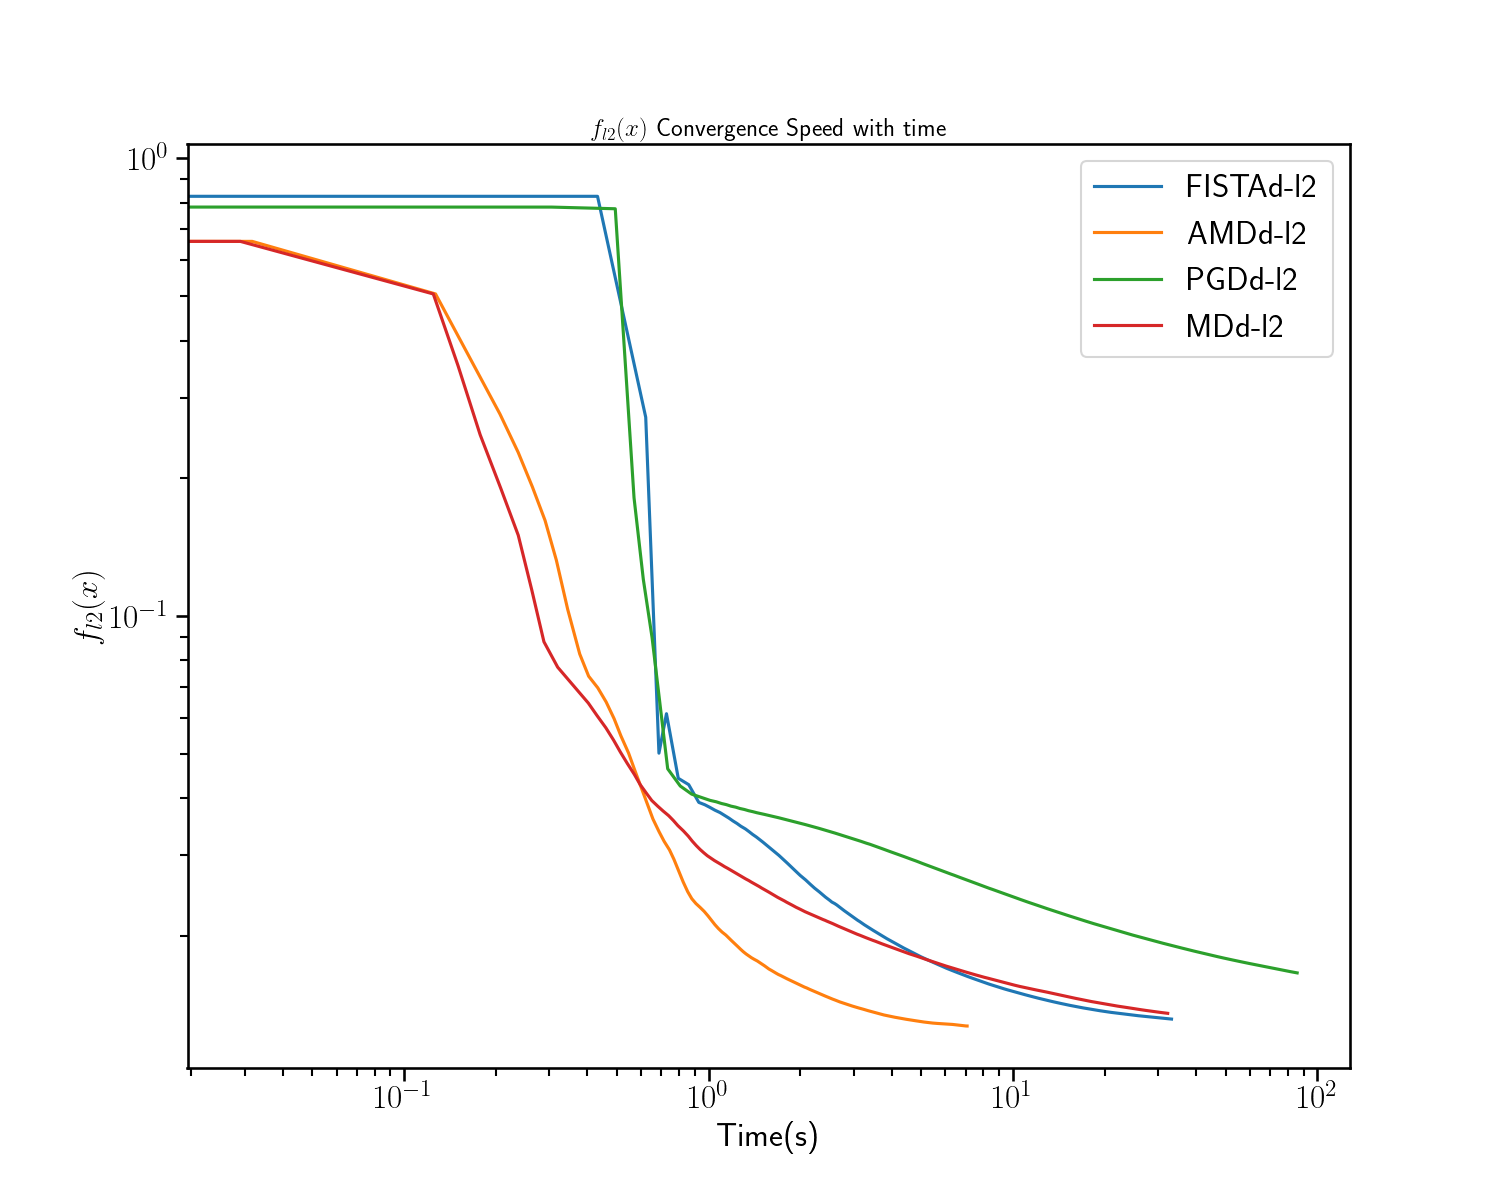 f_{l2}(x) Convergence Speed with time
10^0
10^{-1}
f_{l2}(x)
FISTAd-l2
AMDd-l2
PGDd-l2
MDd-l2
10^{-1} 10^0 10^1 10^2
Time(s)